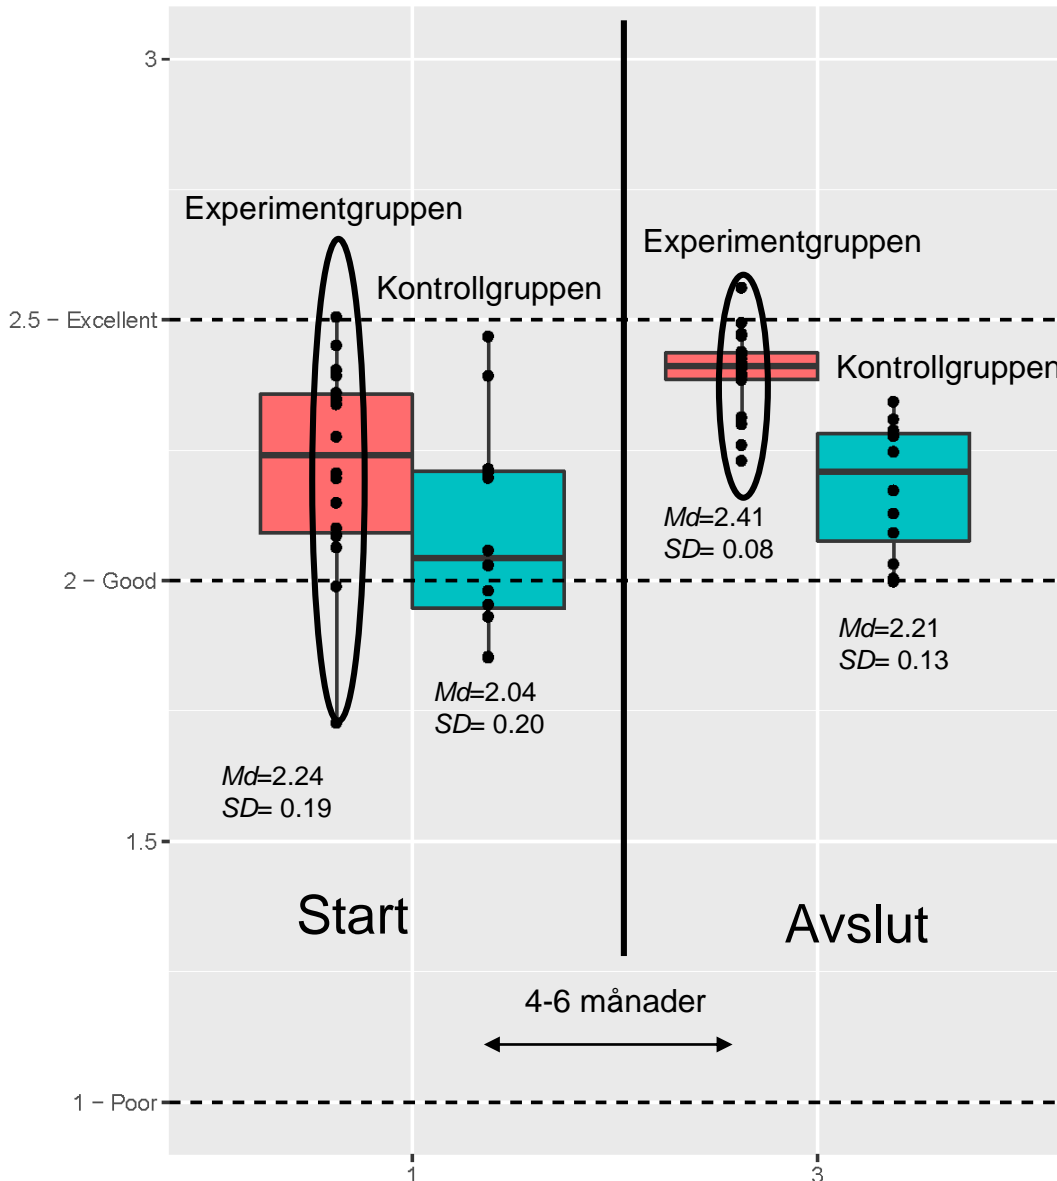 3
Experimentgruppen
Experimentgruppen
Kontrollgruppen
2.5 − Excellent
Kontrollgruppen
Md=2.41
SD= 0.08
2 − Good
Md=2.21
SD= 0.13
Md=2.04
SD= 0.20
Md=2.24
SD= 0.19
1.5
Start
Avslut
4-6 månader
1 − Poor
1
3